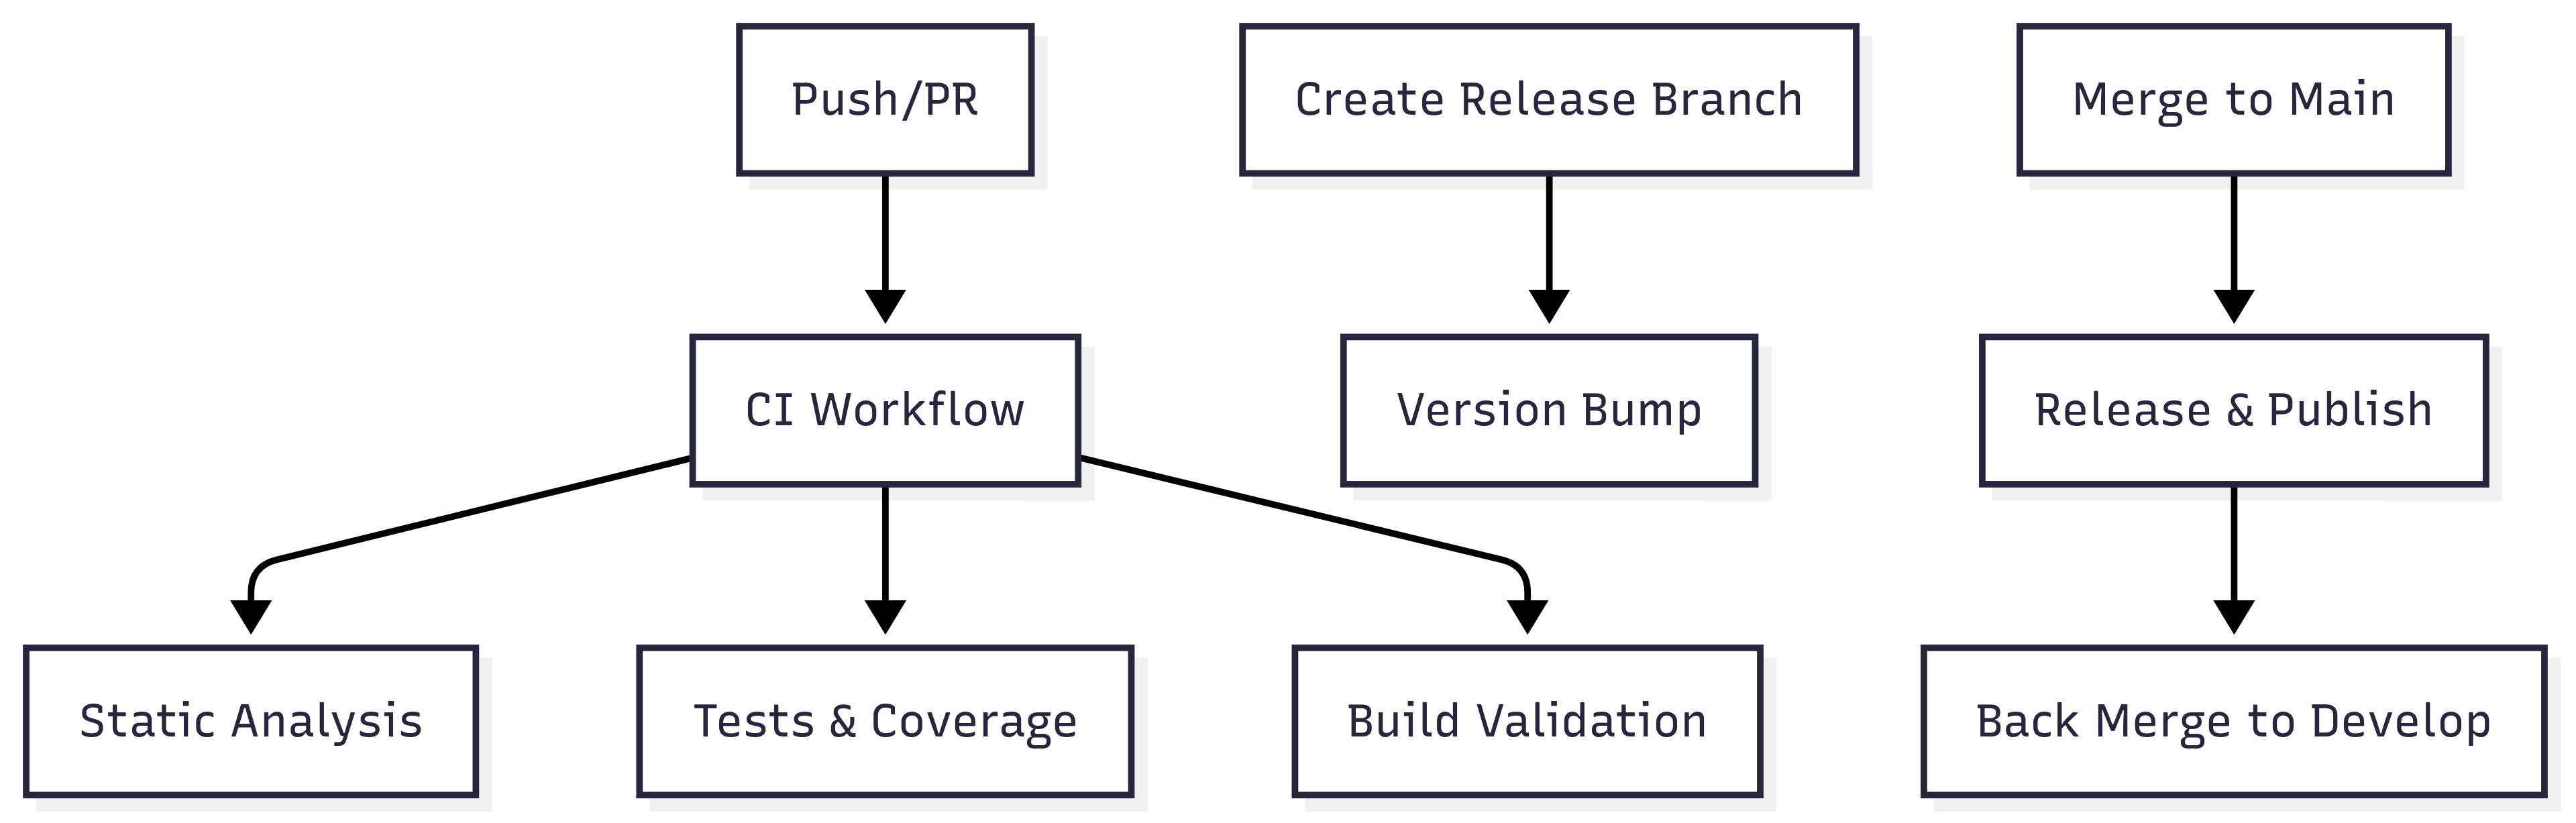 Push/PR
Create Release Branch
Merge to Main
CI Workflow
Version Bump
Release & Publish
Static Analysis
Tests & Coverage
Build Validation
Back Merge to Develop